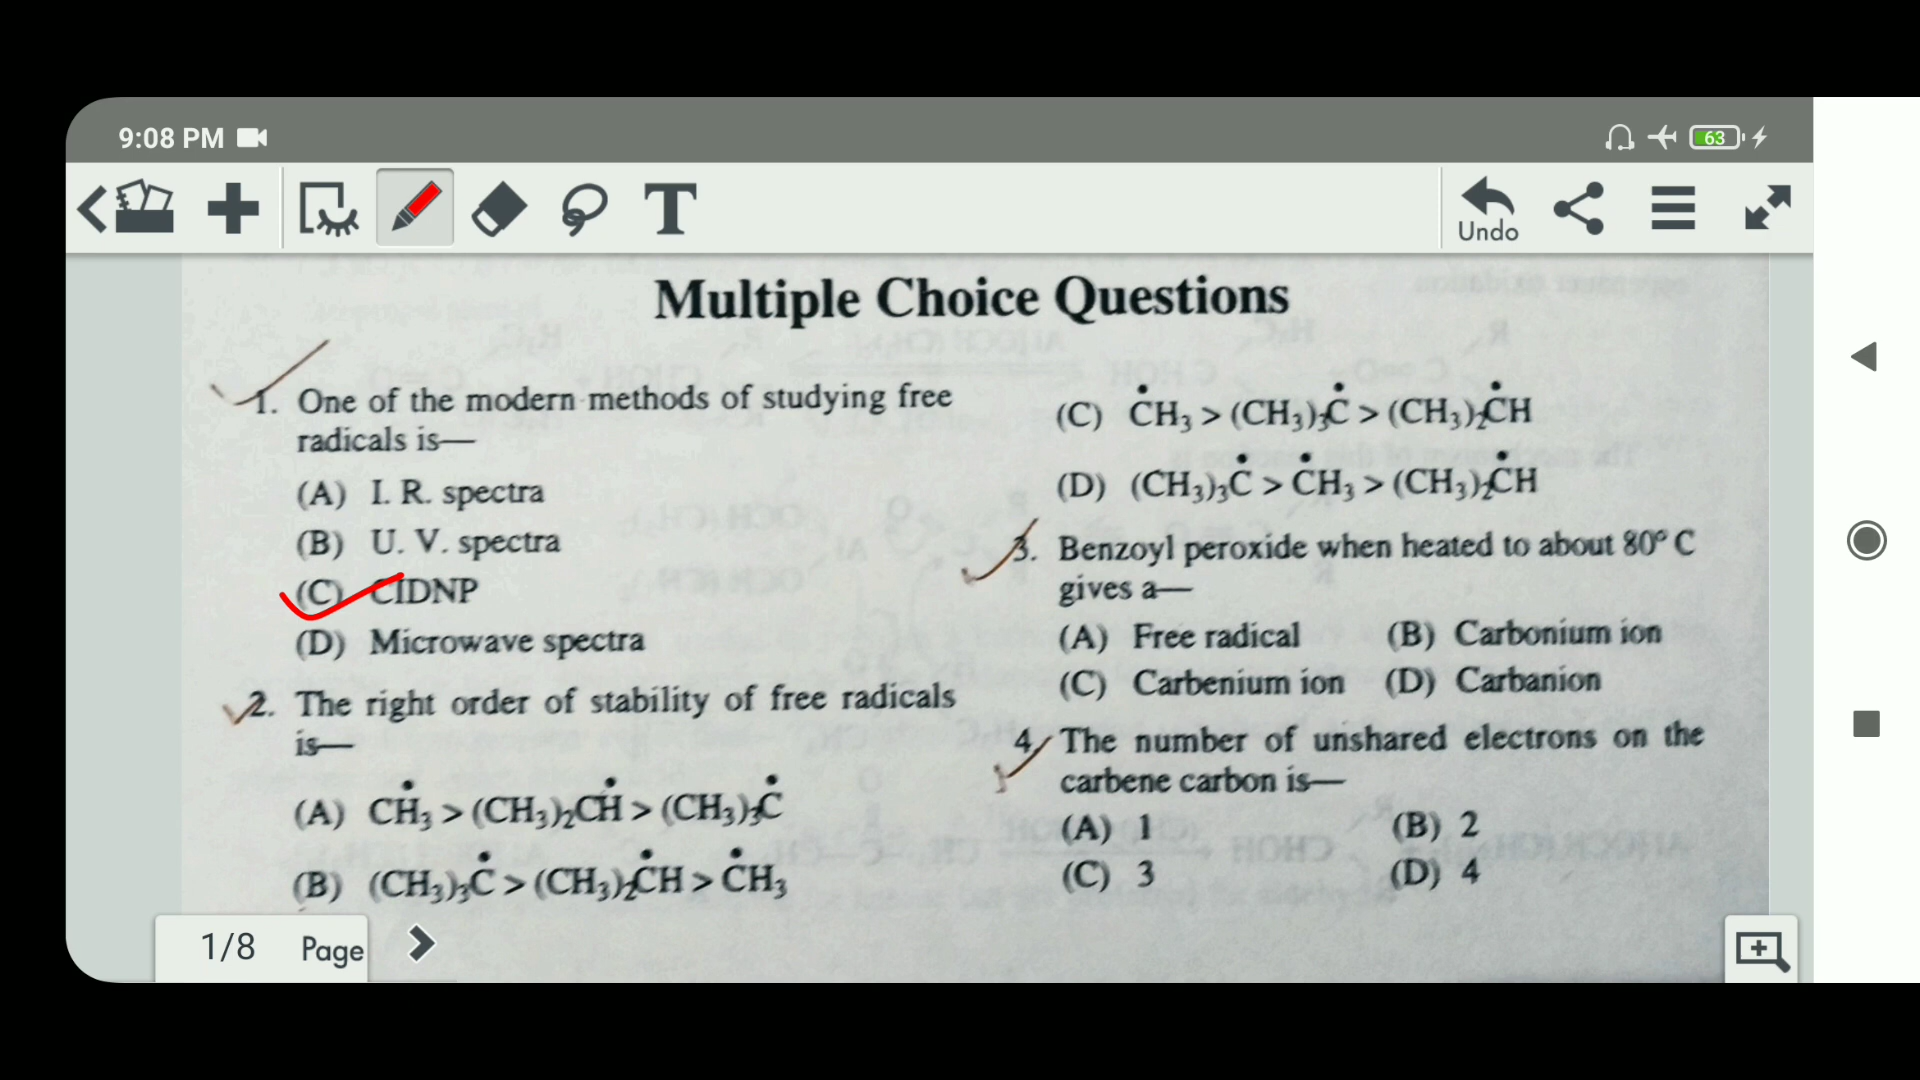 9:08 PM
63
T
Undo
Multiple Choice Questions
1. One of the modern methods of studying free
radicals is—
(A) I. R. spectra
(B) U. V. spectra
(C) CIDNP
(D) Microwave spectra
2. The right order of stability of free radicals
is—
(A) CḢ₃ > (CH₃)₂CḢ > (CH₃)₃Ċ
(B) (CH₃)₃Ċ > (CH₃)₂ĊH > ĊH₃
(C) ĊH₃ > (CH₃)₃Ċ > (CH₃)₂ĊH
(D) (CH₃)₃Ċ > ĊH₃ > (CH₃)₂ĊH
3. Benzoyl peroxide when heated to about 80° C
gives a—
(A) Free radical (B) Carbonium ion
(C) Carbenium ion (D) Carbanion
4. The number of unshared electrons on the
carbene carbon is—
(A) 1 (B) 2
(C) 3 (D) 4
1/8 Page